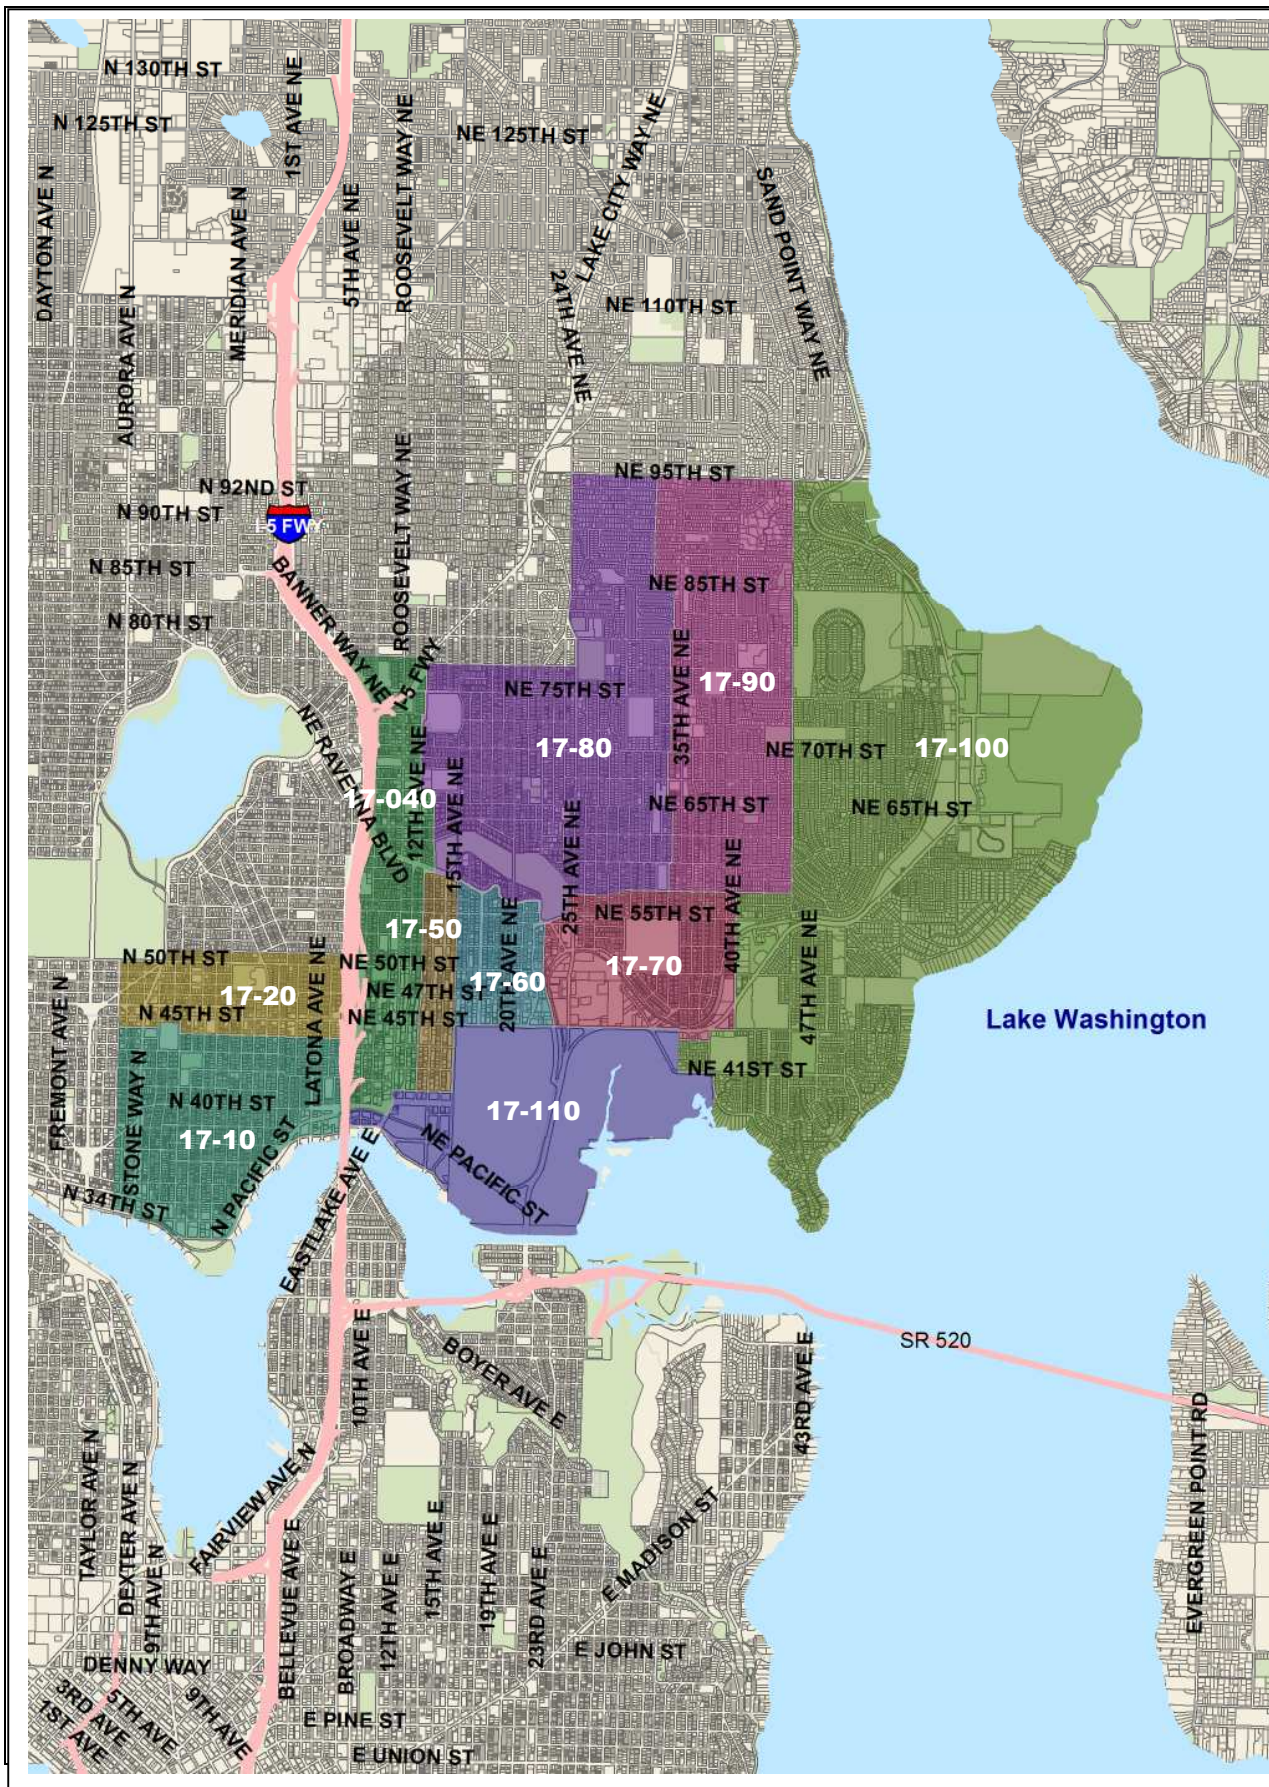 N 130TH ST
1ST AVE NE
ROOSEVELT WAY NE
N 125TH ST
NE 125TH ST
LAKE CITY WAY NE
DAYTON AVE N
MERIDIAN AVE N
5TH AVE NE
SAND POINT WAY NE
AURORA AVE N
24TH AVE NE
NE 110TH ST
NE 95TH ST
N 92ND ST
N 90TH ST
I-5 FWY
ROOSEVELT WAY NE
N 85TH ST
BANNER WAY NE
NE 85TH ST
N 80TH ST
I-5 FWY
NE 75TH ST
35TH AVE NE
17-90
NE RAVENNA BLVD
12TH AVE NE
17-80
NE 70TH ST
17-100
17-040
15TH AVE NE
NE 65TH ST
NE 65TH ST
25TH AVE NE
40TH AVE NE
NE 55TH ST
17-50
20TH AVE NE
47TH AVE NE
N 50TH ST
LATONA AVE NE
NE 50TH ST
17-70
17-60
17-20
NE 47TH ST
N 45TH ST
NE 45TH ST
Lake Washington
FREMONT AVE N
STONE WAY N
NE 41ST ST
N 40TH ST
17-110
17-10
N PACIFIC ST
NE PACIFIC ST
N 34TH ST
EASTLAKE AVE E
SR 520
10TH AVE E
BOYER AVE E
43RD AVE E
EVERGREEN POINT RD
TAYLOR AVE N
DEXTER AVE N
9TH AVE N
FAIRVIEW AVE N
BELLEVUE AVE E
BROADWAY E
12TH AVE E
15TH AVE E
19TH AVE E
23RD AVE E
E MADISON ST
E JOHN ST
DENNY WAY
3RD AVE
1ST AVE
5TH AVE
9TH AVE
E PINE ST
E UNION ST